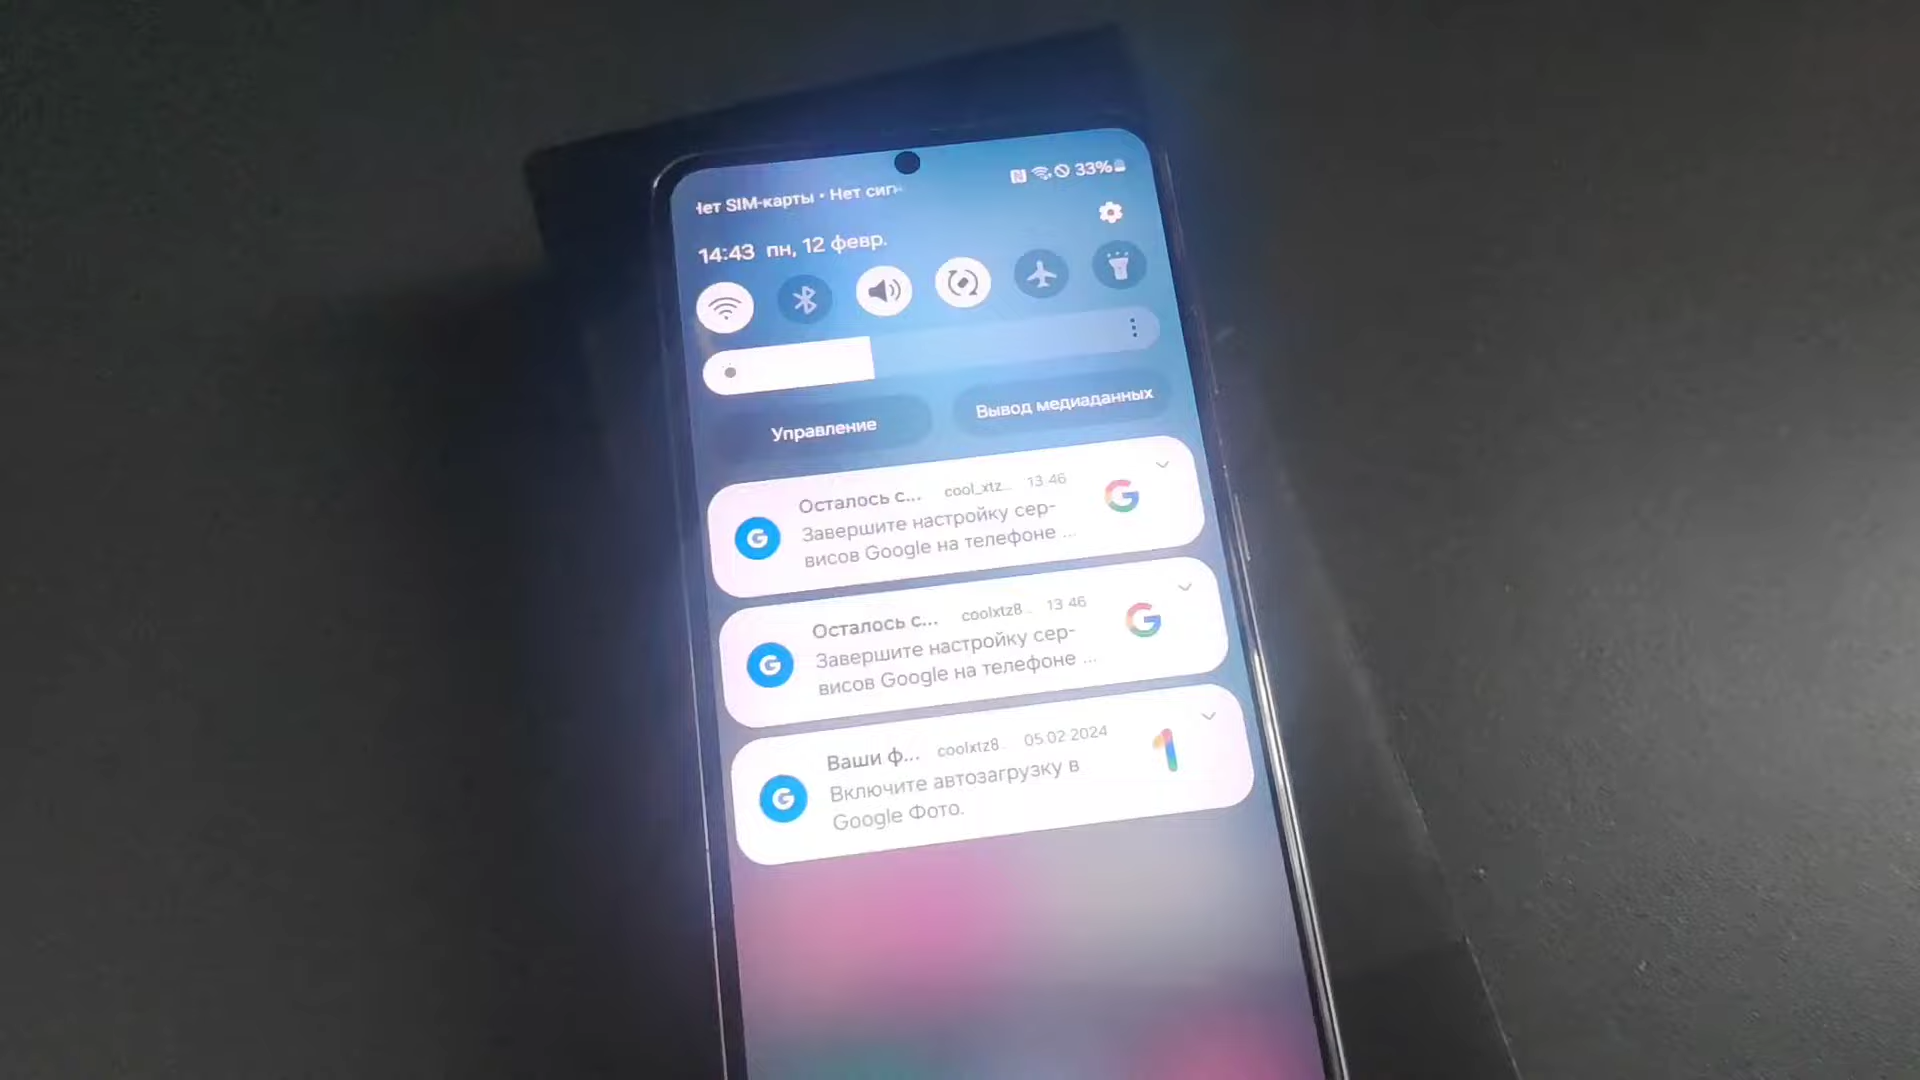 Нет SIM-карты • Нет сиг
33%
14:43 пн, 12 февр.
Управление
Вывод медиаданных
Осталось с... cool_xtz... 13:46
Завершите настройку сер-
висов Google на телефоне ...
Осталось с... coolxtz8... 13:46
Завершите настройку сер-
висов Google на телефоне ...
Ваши ф... coolxtz8... 05.02.2024
Включите автозагрузку в
Google Фото.